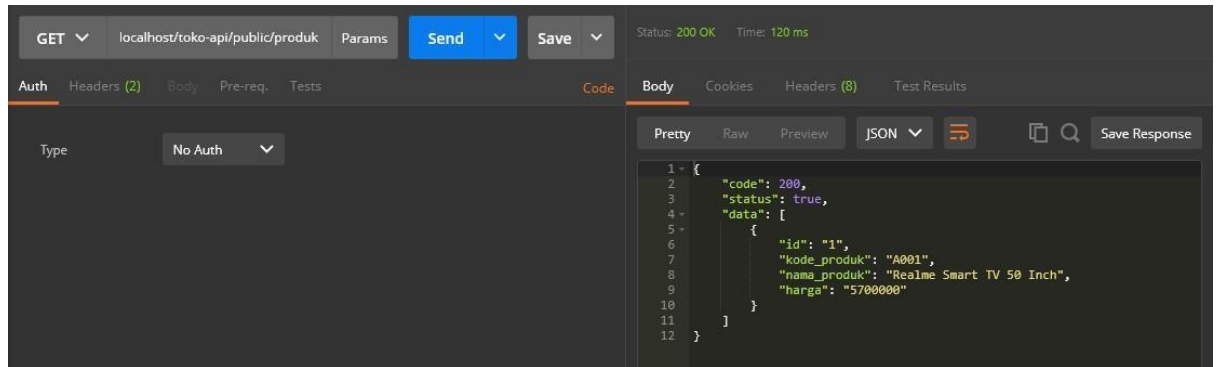 GET localhost/toko-api/public/produk Params Send Save
Auth Headers (2) Body Pre-req. Tests Code
Type No Auth
Status: 200 OK Time: 120 ms
Body Cookies Headers (8) Test Results
Pretty Raw Preview JSON Save Response
1 {
2 "code": 200,
3 "status": true,
4 "data": [
5 {
6 "id": "1",
7 "kode_produk": "A001",
8 "nama_produk": "Realme Smart TV 50 Inch",
9 "harga": "5700000"
10 }
11 ]
12 }